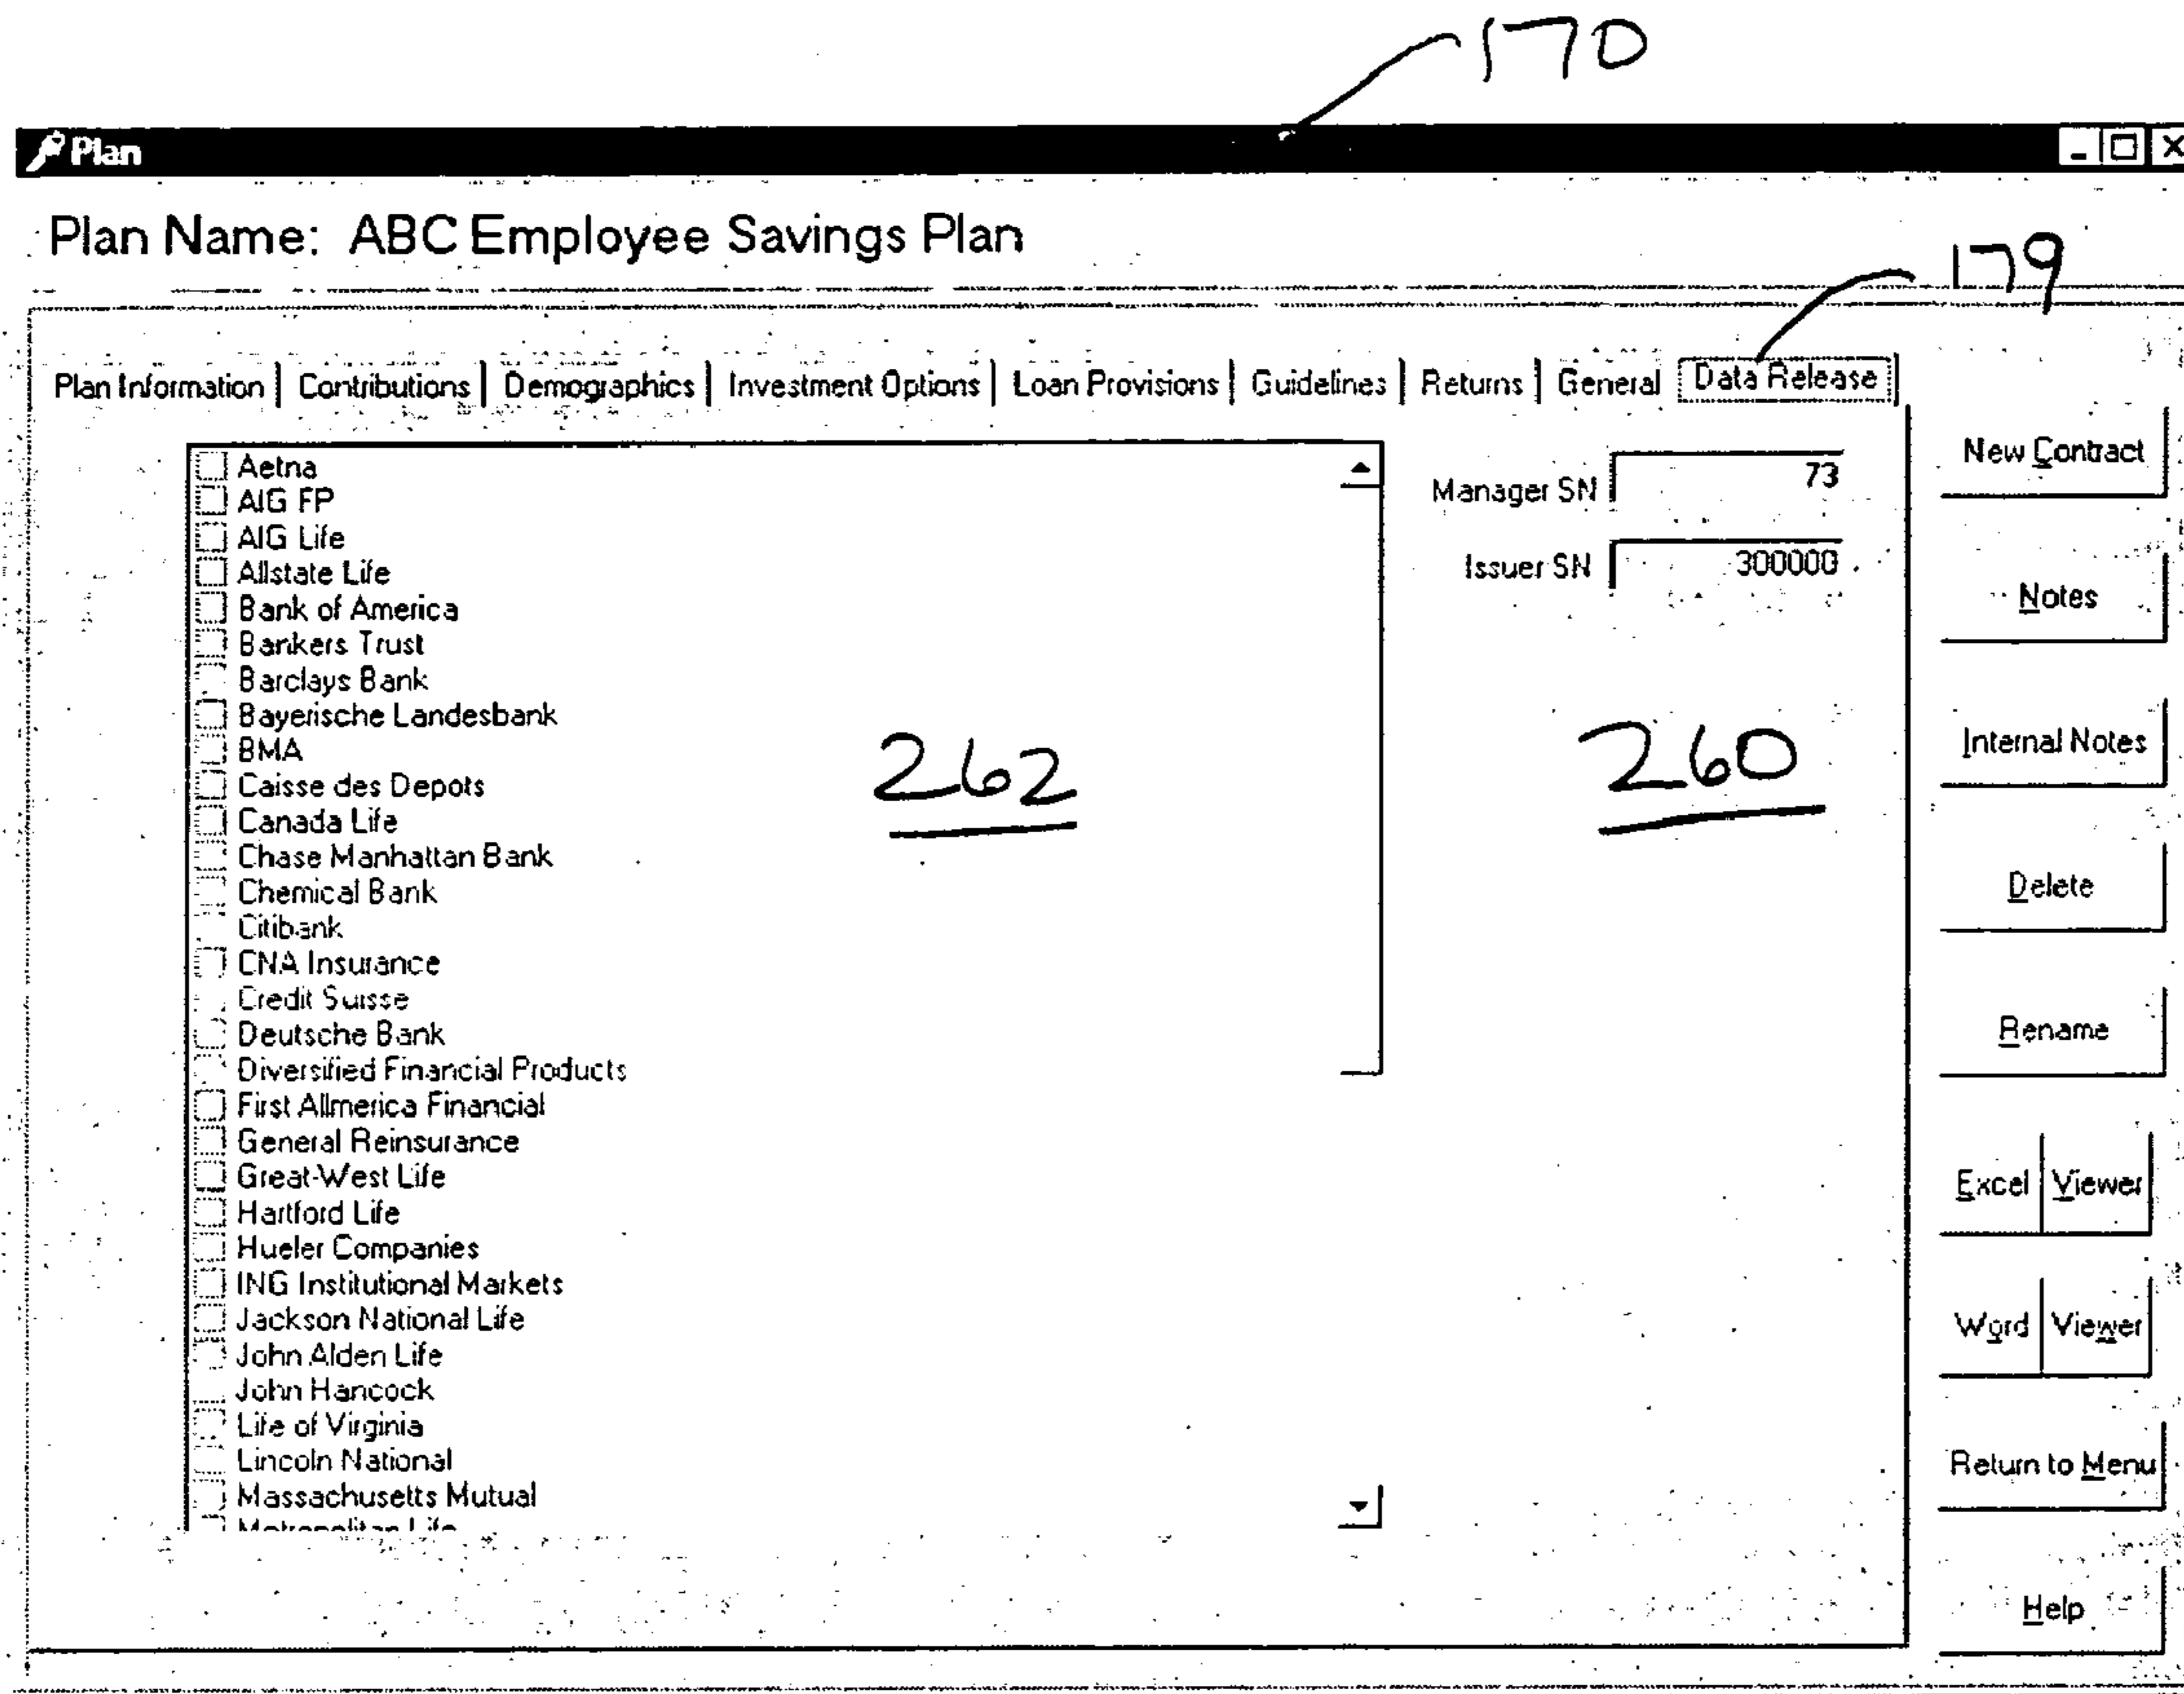 170
Plan
Plan Name: ABC Employee Savings Plan
179
Plan Information | Contributions | Demographics | Investment Options | Loan Provisions | Guidelines | Returns | General | Data Release
Aetna
AIG FP
AIG Life
Allstate Life
Bank of America
Bankers Trust
Barclays Bank
Bayerische Landesbank
BMA
Caisse des Depots
Canada Life
Chase Manhattan Bank
Chemical Bank
Citibank
CNA Insurance
Credit Suisse
Deutsche Bank
Diversified Financial Products
First Allmerica Financial
General Reinsurance
Great-West Life
Hartford Life
Hueler Companies
ING Institutional Markets
Jackson National Life
John Alden Life
John Hancock
Life of Virginia
Lincoln National
Massachusetts Mutual
Metropolitan Life
262
Manager SN 73
Issuer SN 300000
260
New Contract
Notes
Internal Notes
Delete
Rename
Excel Viewer
Word Viewer
Return to Menu
Help